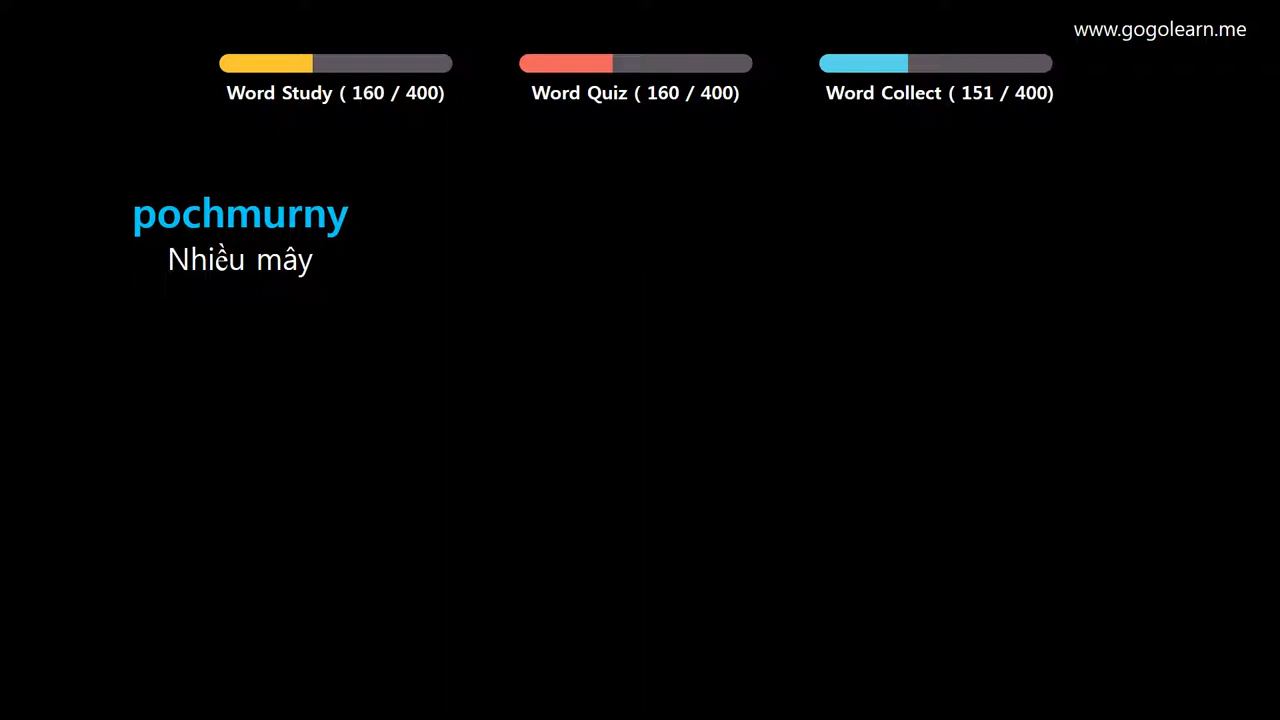 www.gogolearn.me
Word Study ( 160 / 400)
Word Quiz ( 160 / 400)
Word Collect ( 151 / 400)
pochmurny
Nhiều mây